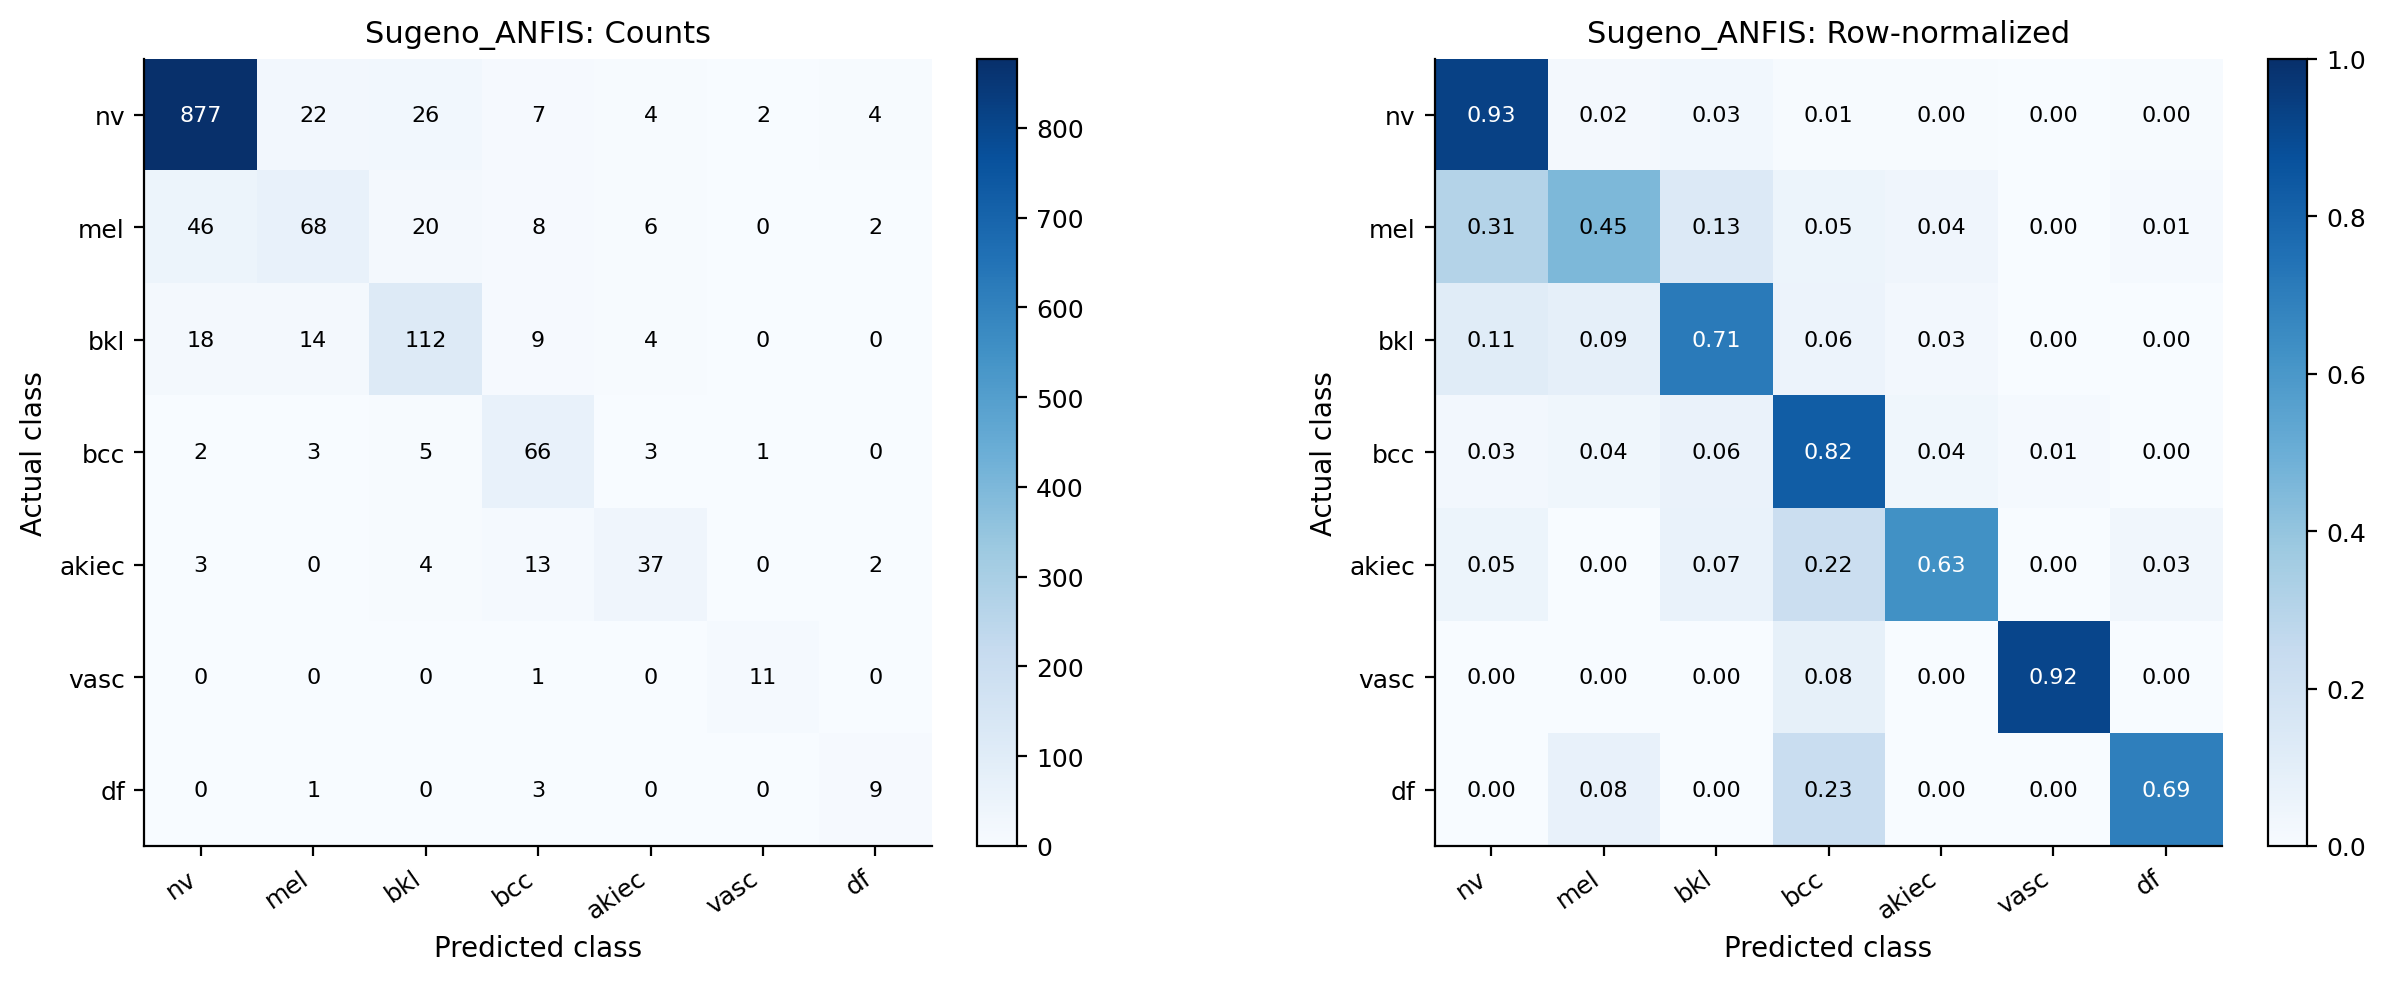 Sugeno_ANFIS: Counts
Actual class
nv 877 22 26 7 4 2 4
mel 46 68 20 8 6 0 2
bkl 18 14 112 9 4 0 0
bcc 2 3 5 66 3 1 0
akiec 3 0 4 13 37 0 2
vasc 0 0 0 1 0 11 0
df 0 1 0 3 0 0 9
nv mel bkl bcc akiec vasc df
Predicted class
800
700
600
500
400
300
200
100
0
Sugeno_ANFIS: Row-normalized
Actual class
nv 0.93 0.02 0.03 0.01 0.00 0.00 0.00
mel 0.31 0.45 0.13 0.05 0.04 0.00 0.01
bkl 0.11 0.09 0.71 0.06 0.03 0.00 0.00
bcc 0.03 0.04 0.06 0.82 0.04 0.01 0.00
akiec 0.05 0.00 0.07 0.22 0.63 0.00 0.03
vasc 0.00 0.00 0.00 0.08 0.00 0.92 0.00
df 0.00 0.08 0.00 0.23 0.00 0.00 0.69
nv mel bkl bcc akiec vasc df
Predicted class
1.0
0.8
0.6
0.4
0.2
0.0